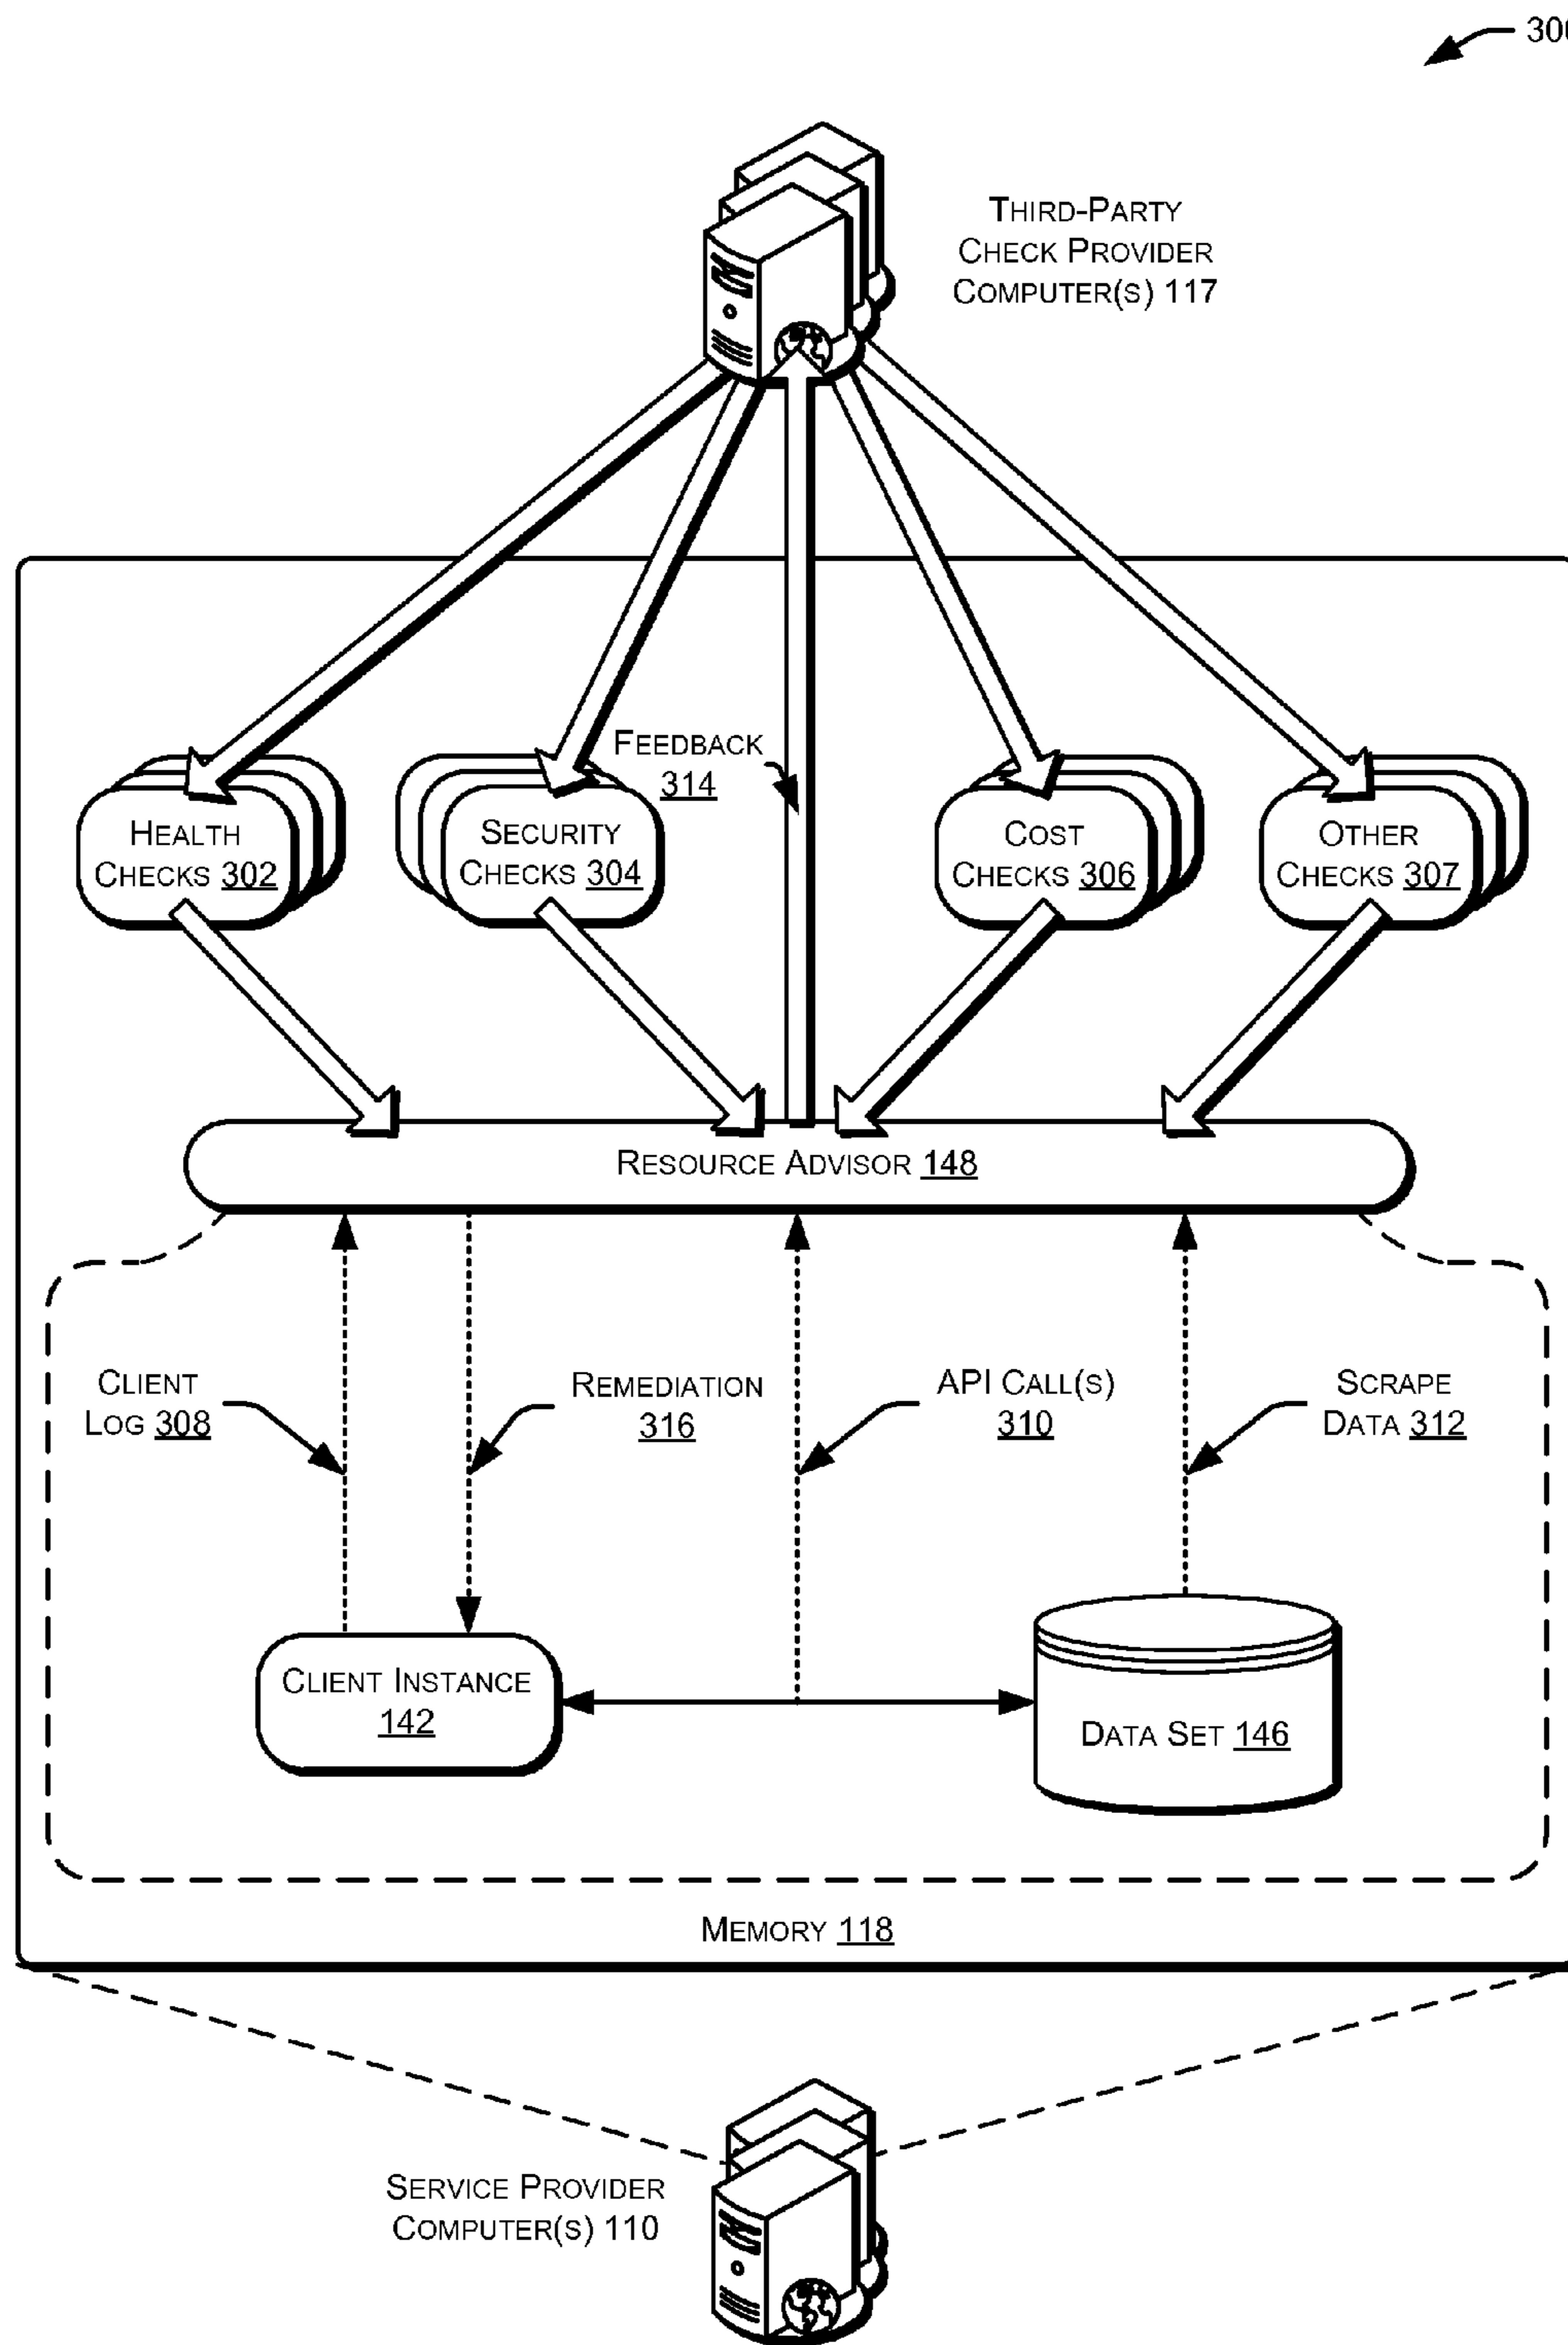 300
THIRD-PARTY
CHECK PROVIDER
COMPUTER(S) 117
FEEDBACK
314
HEALTH
CHECKS 302
SECURITY
CHECKS 304
COST
CHECKS 306
OTHER
CHECKS 307
RESOURCE ADVISOR 148
CLIENT
LOG 308
REMEDIATION
316
API CALL(S)
310
SCRAPE
DATA 312
CLIENT INSTANCE
142
DATA SET 146
MEMORY 118
SERVICE PROVIDER
COMPUTER(S) 110